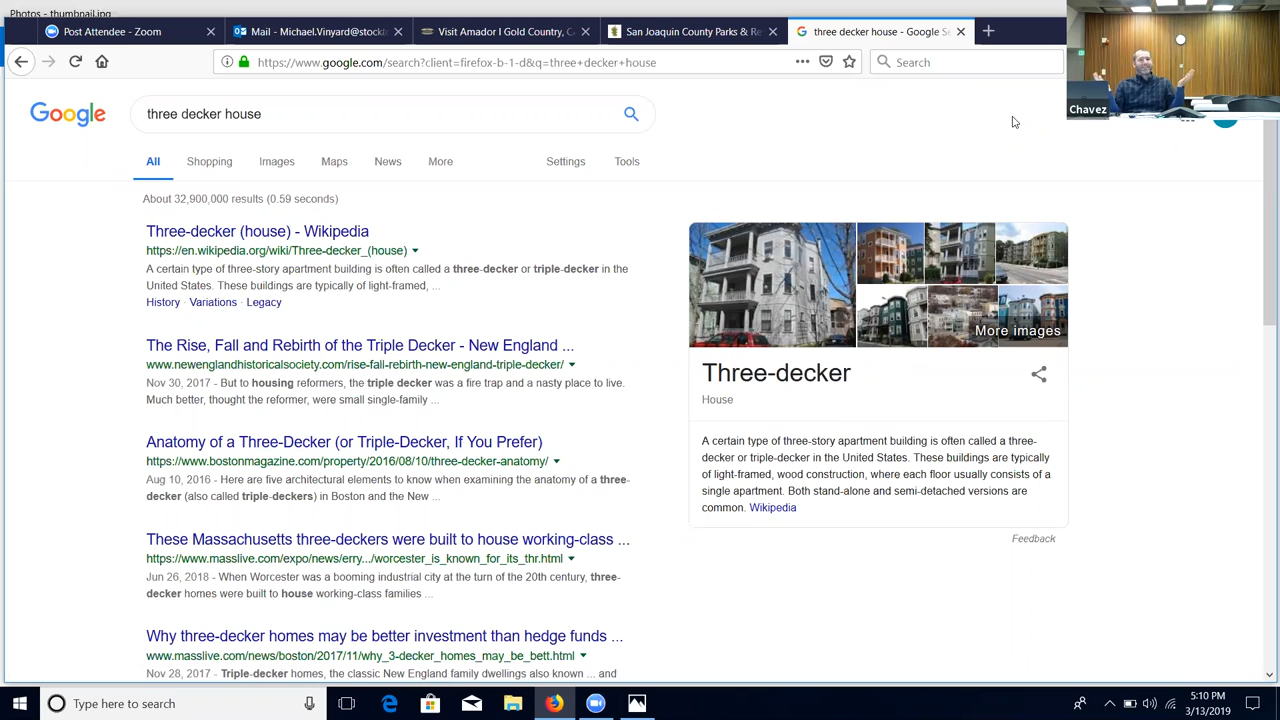 Photos - thumbnail.jpg
Post Attendee - Zoom
Mail - Michael.Vinyard@stockto
Visit Amador I Gold Country, C
San Joaquin County Parks & Re
three decker house - Google Se
https://www.google.com/search?client=firefox-b-1-d&q=three+decker+house
Search
Chavez
Google
three decker house
All
Shopping
Images
Maps
News
More
Settings
Tools
About 32,900,000 results (0.59 seconds)
Three-decker (house) - Wikipedia
https://en.wikipedia.org/wiki/Three-decker_(house)
A certain type of three-story apartment building is often called a three-decker or triple-decker in the
United States. These buildings are typically of light-framed, ...
History · Variations · Legacy
The Rise, Fall and Rebirth of the Triple Decker - New England ...
www.newenglandhistoricalsociety.com/rise-fall-rebirth-new-england-triple-decker/
Nov 30, 2017 - But to housing reformers, the triple decker was a fire trap and a nasty place to live.
Much better, thought the reformer, were small single-family ...
Anatomy of a Three-Decker (or Triple-Decker, If You Prefer)
https://www.bostonmagazine.com/property/2016/08/10/three-decker-anatomy/
Aug 10, 2016 - Here are five architectural elements to know when examining the anatomy of a three-
decker (also called triple-deckers) in Boston and the New ...
These Massachusetts three-deckers were built to house working-class ...
https://www.masslive.com/expo/news/erry.../worcester_is_known_for_its_thr.html
Jun 26, 2018 - When Worcester was a booming industrial city at the turn of the 20th century, three-
decker homes were built to house working-class families ...
Why three-decker homes may be better investment than hedge funds ...
www.masslive.com/news/boston/2017/11/why_3-decker_homes_may_be_bett.html
Nov 28, 2017 - Triple-decker homes, the classic New England family dwellings also known ... and
More images
Three-decker
House
A certain type of three-story apartment building is often called a three-
decker or triple-decker in the United States. These buildings are typically
of light-framed, wood construction, where each floor usually consists of a
single apartment. Both stand-alone and semi-detached versions are
common. Wikipedia
Feedback
Type here to search
5:10 PM
3/13/2019